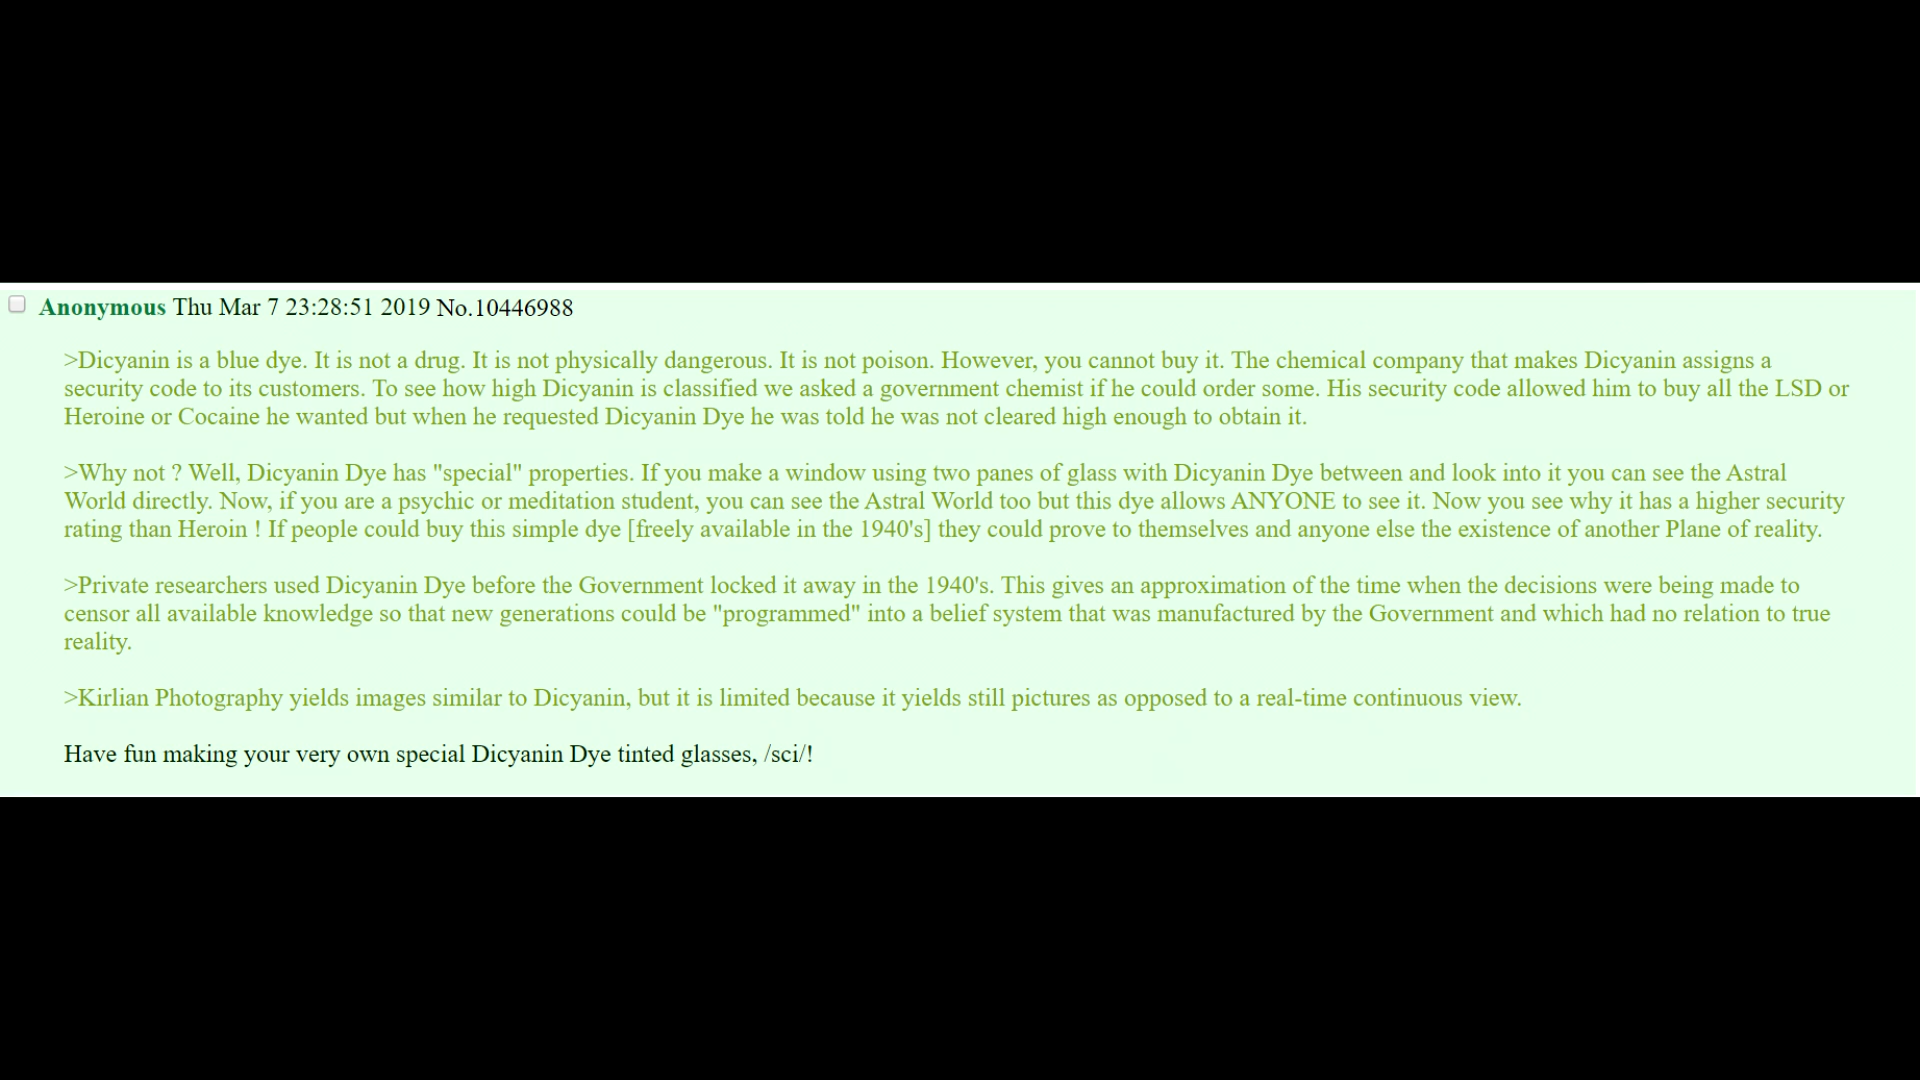 Anonymous Thu Mar 7 23:28:51 2019 No.10446988
>Dicyanin is a blue dye. It is not a drug. It is not physically dangerous. It is not poison. However, you cannot buy it. The chemical company that makes Dicyanin assigns a
security code to its customers. To see how high Dicyanin is classified we asked a government chemist if he could order some. His security code allowed him to buy all the LSD or
Heroine or Cocaine he wanted but when he requested Dicyanin Dye he was told he was not cleared high enough to obtain it.
>Why not ? Well, Dicyanin Dye has "special" properties. If you make a window using two panes of glass with Dicyanin Dye between and look into it you can see the Astral
World directly. Now, if you are a psychic or meditation student, you can see the Astral World too but this dye allows ANYONE to see it. Now you see why it has a higher security
rating than Heroin ! If people could buy this simple dye [freely available in the 1940's] they could prove to themselves and anyone else the existence of another Plane of reality.
>Private researchers used Dicyanin Dye before the Government locked it away in the 1940's. This gives an approximation of the time when the decisions were being made to
censor all available knowledge so that new generations could be "programmed" into a belief system that was manufactured by the Government and which had no relation to true
reality.
>Kirlian Photography yields images similar to Dicyanin, but it is limited because it yields still pictures as opposed to a real-time continuous view.
Have fun making your very own special Dicyanin Dye tinted glasses, /sci/!